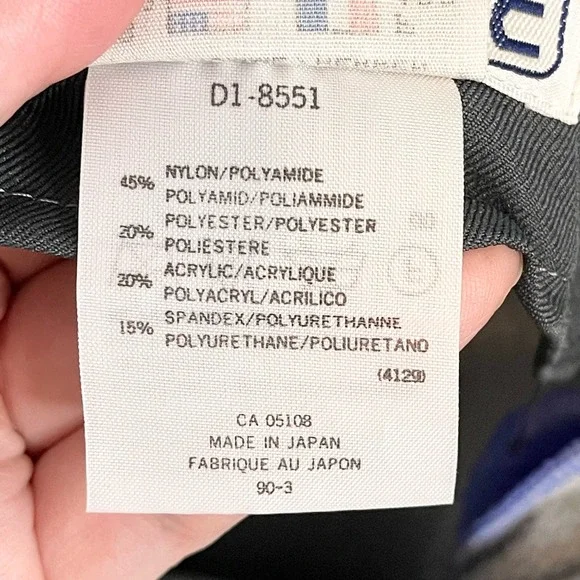 D1-8551
45% NYLON/POLYAMIDE
POLYAMID/POLIAMMIDE
20% POLYESTER/POLYESTER
POLIESTERE
20% ACRYLIC/ACRYLIQUE
POLYACRYL/ACRILICO
15% SPANDEX/POLYURETHANNE
POLYURETHANE/POLIURETANO
(4129)
CA 05108
MADE IN JAPAN
FABRIQUE AU JAPON
90-3